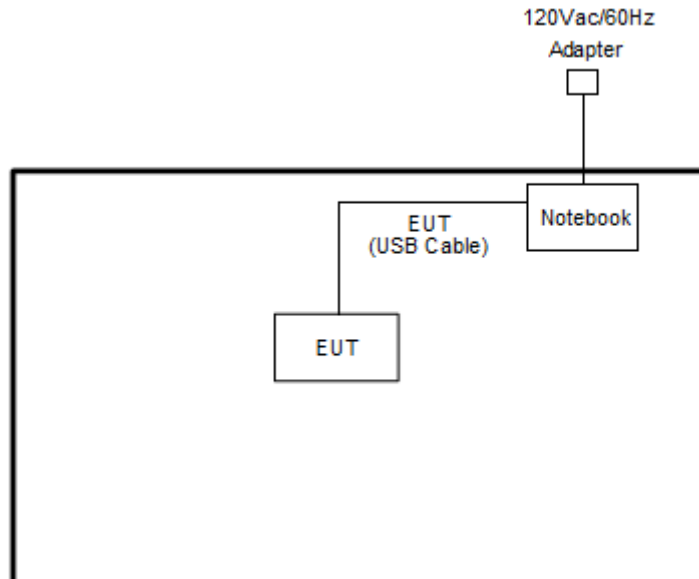 120Vac/60Hz
Adapter
Notebook
EUT
(USB Cable)
EUT